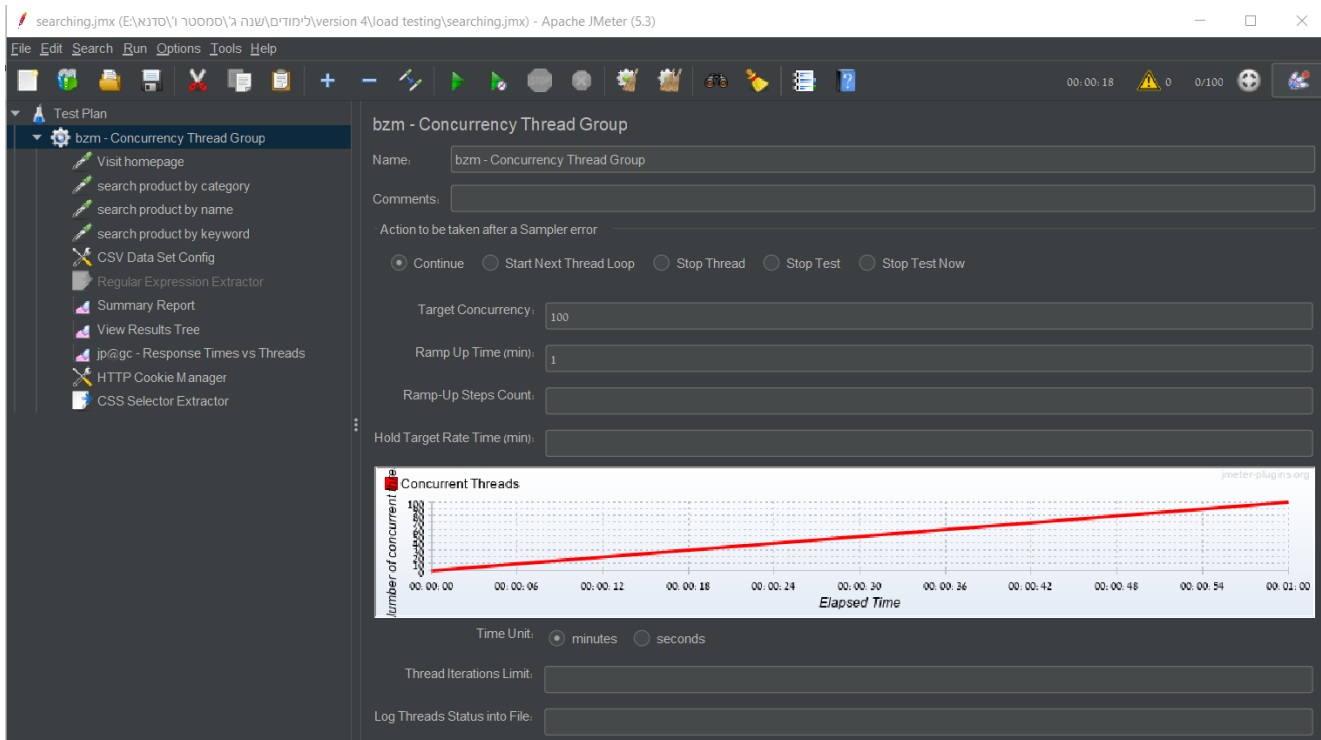 searching.jmx (E:\לימודים\שנה ג'\סמסטר ו'\סדנא\version 4\load testing\searching.jmx) - Apache JMeter (5.3)
File Edit Search Run Options Tools Help
STOP
00:00:18 0 0/100
Test Plan
bzm - Concurrency Thread Group
Visit homepage
search product by category
search product by name
search product by keyword
CSV Data Set Config
Regular Expression Extractor
Summary Report
View Results Tree
jp@gc - Response Times vs Threads
HTTP Cookie Manager
CSS Selector Extractor
bzm - Concurrency Thread Group
Name: bzm - Concurrency Thread Group
Comments:
Action to be taken after a Sampler error
Continue Start Next Thread Loop Stop Thread Stop Test Stop Test Now
Target Concurrency: 100
Ramp Up Time (min): 1
Ramp-Up Steps Count:
Hold Target Rate Time (min):
jmeter-plugins.org
Concurrent Threads
of concurrent
100
00:00:00 00:00:06 00:00:12 00:00:18 00:00:24 00:00:30 00:00:36 00:00:42 00:00:48 00:00:54 00:01:00
Elapsed Time
Time Unit: minutes seconds
Thread Iterations Limit:
Log Threads Status into File: